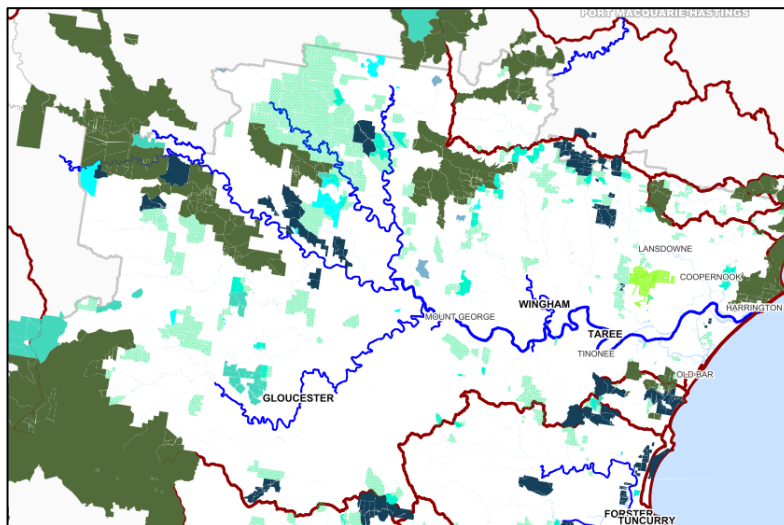 PORT MACQUARIE-HASTINGS
LANSDOWNE
COOPERNOOK
WINGHAM
HARRINGTON
MOUNT GEORGE
TAREE
TINONEE
OLD BAR
GLOUCESTER
FORSTER
TUNCURRY